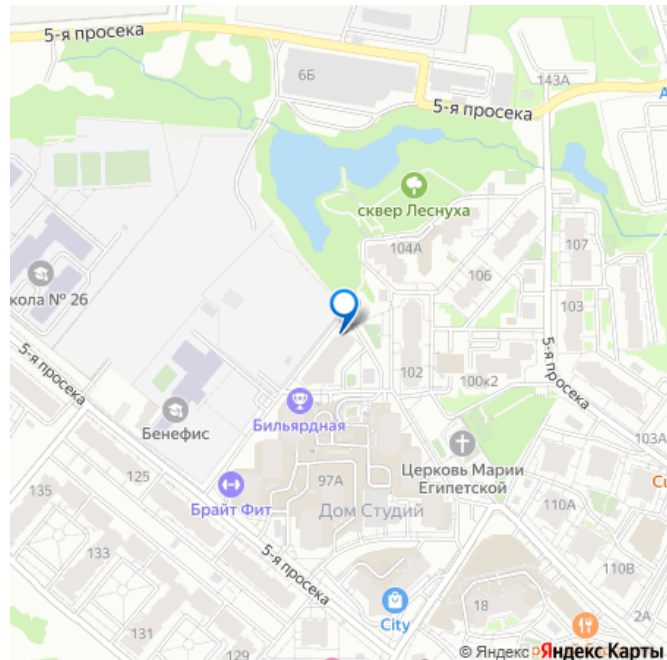 5-я просека
6Б
143А
5-я просека
А
сквер Леснуха
104А
107
106
кола № 26
103
5-я просека
102
100к2
5-я просека
Бильярдная
Бенефис
103А
Церковь Марии
Египетской
125
97А
135
Брайт Фит
Дом Студий
110А
Cu
133
5-я просека
110В
18
2А
City
131
129
© Яндекс Яндекс Карты